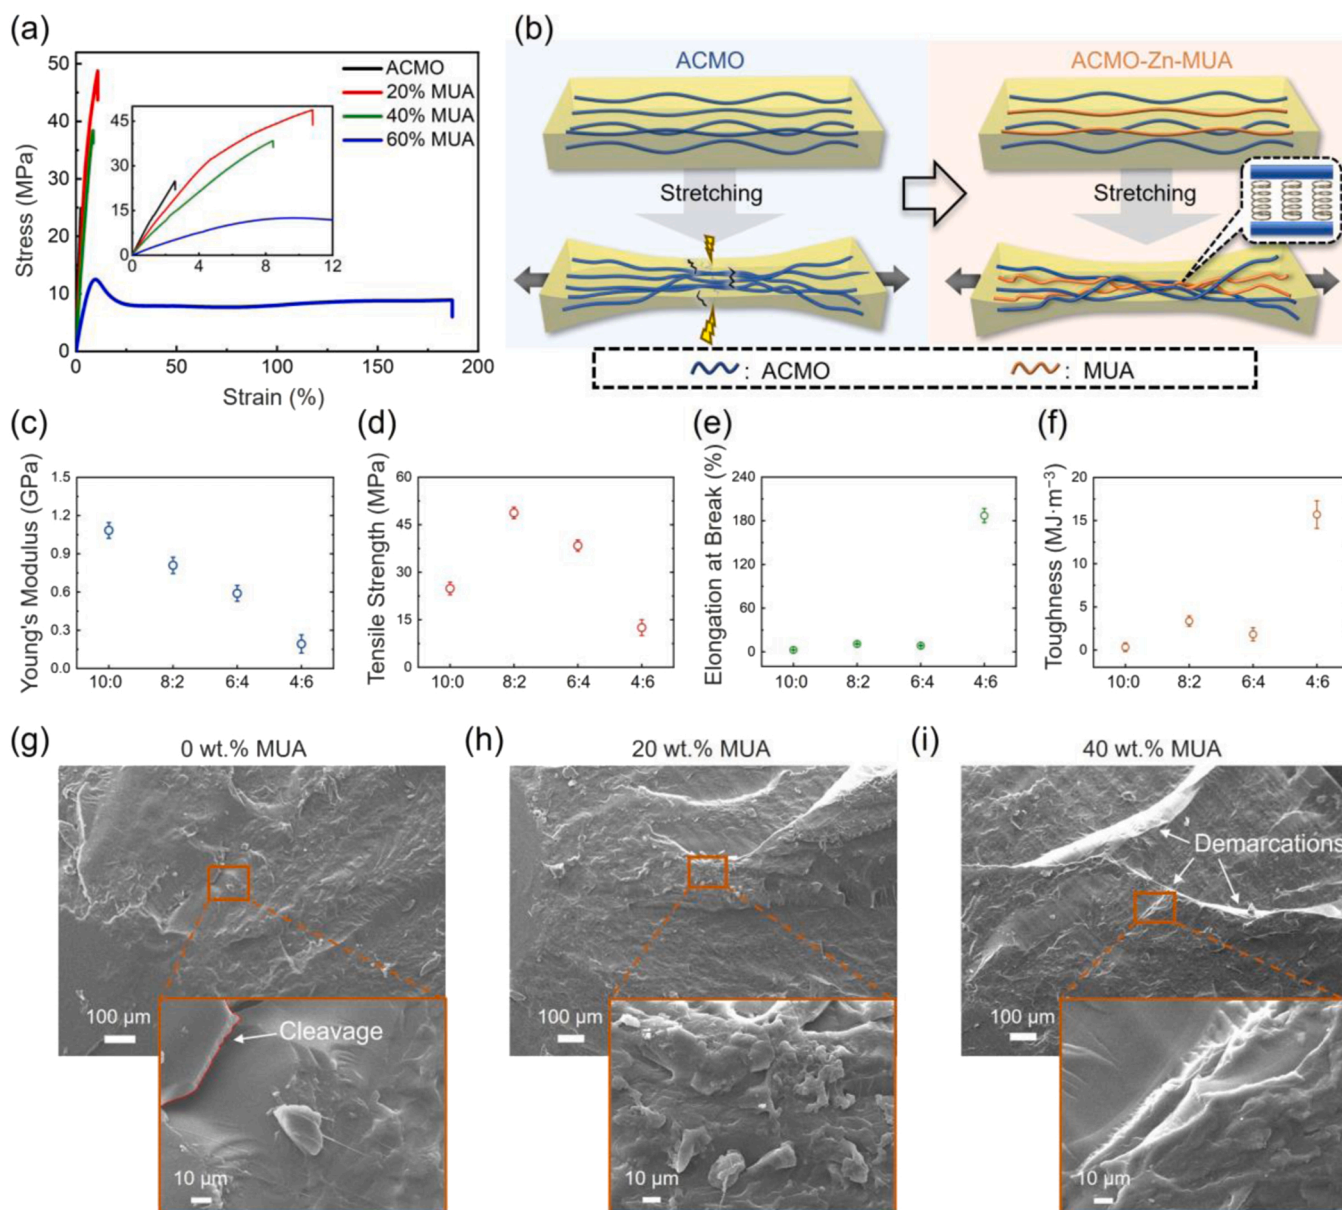 (a)
50
40
30
20
10
0
Stress (MPa)
0
50
100
150
200
Strain (%)
ACMO
20% MUA
40% MUA
60% MUA
45
30
15
0
0
4
8
12
(b)
ACMO
ACMO-Zn-MUA
Stretching
Stretching
: ACMO
: MUA
(c)
Young's Modulus (GPa)
1.5
1.2
0.9
0.6
0.3
0.0
10:0
8:2
6:4
4:6
(d)
Tensile Strength (MPa)
60
45
30
15
0
10:0
8:2
6:4
4:6
(e)
Elongation at Break (%)
240
180
120
60
0
10:0
8:2
6:4
4:6
(f)
Toughness (MJ·m⁻³)
20
15
10
5
0
10:0
8:2
6:4
4:6
(g)
0 wt.% MUA
100 µm
Cleavage
10 µm
(h)
20 wt.% MUA
100 µm
10 µm
(i)
40 wt.% MUA
Demarcations
100 µm
10 µm